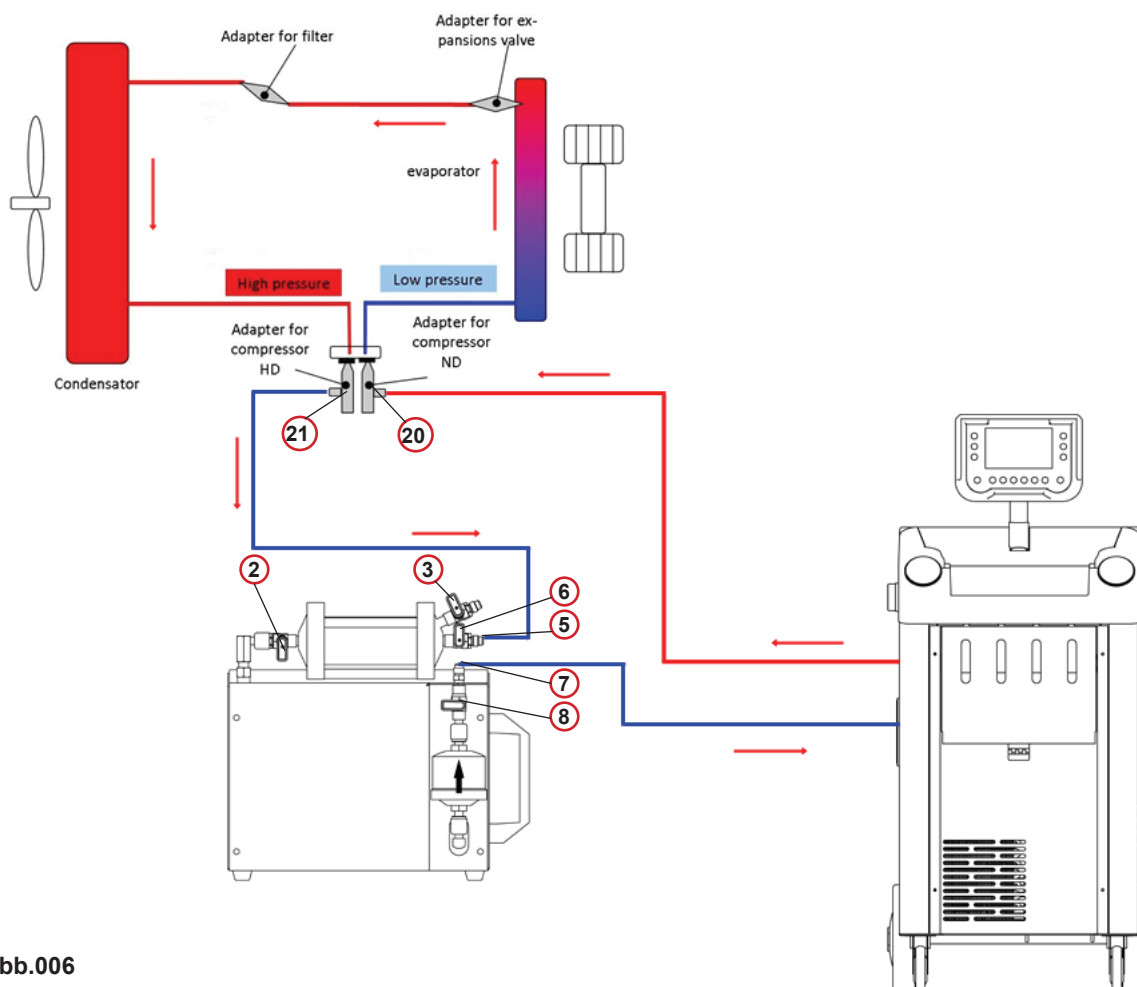 Adapter for filter
Adapter for ex-
pansions valve
evaporator
High pressure
Low pressure
Adapter for
compressor
HD
Adapter for
compressor
ND
Condensator
21
20
2
3
6
5
7
8
bb.006